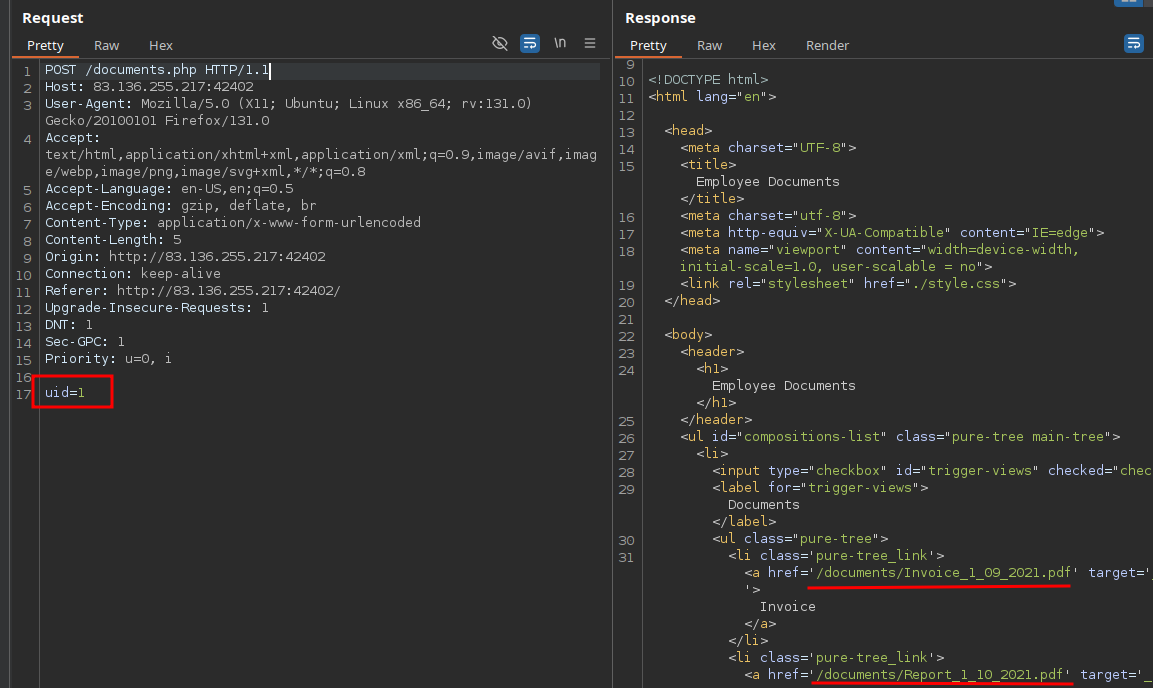 Request
Pretty Raw Hex
\n
1 POST /documents.php HTTP/1.1
2 Host: 83.136.255.217:42402
3 User-Agent: Mozilla/5.0 (X11; Ubuntu; Linux x86_64; rv:131.0)
Gecko/20100101 Firefox/131.0
4 Accept:
text/html,application/xhtml+xml,application/xml;q=0.9,image/avif,imag
e/webp,image/png,image/svg+xml,*/*;q=0.8
5 Accept-Language: en-US,en;q=0.5
6 Accept-Encoding: gzip, deflate, br
7 Content-Type: application/x-www-form-urlencoded
8 Content-Length: 5
9 Origin: http://83.136.255.217:42402
10 Connection: keep-alive
11 Referer: http://83.136.255.217:42402/
12 Upgrade-Insecure-Requests: 1
13 DNT: 1
14 Sec-GPC: 1
15 Priority: u=0, i
16
17 uid=1
Response
Pretty Raw Hex Render
9
10 <!DOCTYPE html>
11 <html lang="en">
12
13 <head>
14 <meta charset="UTF-8">
15 <title>
Employee Documents
</title>
16 <meta charset="utf-8">
17 <meta http-equiv="X-UA-Compatible" content="IE=edge">
18 <meta name="viewport" content="width=device-width,
initial-scale=1.0, user-scalable = no">
19 <link rel="stylesheet" href="./style.css">
20 </head>
21
22 <body>
23 <header>
24 <h1>
Employee Documents
</h1>
25 </header>
26 <ul id="compositions-list" class="pure-tree main-tree">
27 <li>
28 <input type="checkbox" id="trigger-views" checked="chec
29 <label for="trigger-views">
Documents
</label>
30 <ul class="pure-tree">
31 <li class='pure-tree_link'>
<a href='/documents/Invoice_1_09_2021.pdf' target='_
'>
Invoice
</a>
</li>
<li class='pure-tree_link'>
<a href='/documents/Report_1_10_2021.pdf' target='_